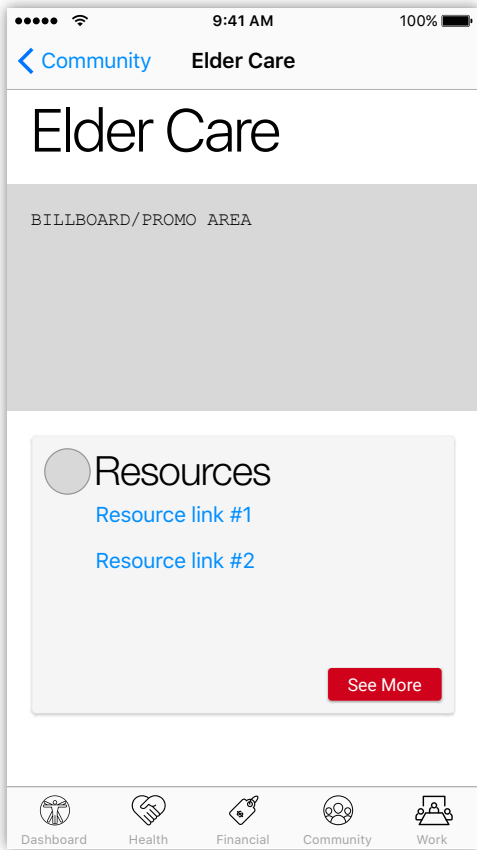 9:41 AM
100%
Community
Elder Care
Elder Care
BILLBOARD/PROMO AREA
Resources
Resource link #1
Resource link #2
See More
Dashboard
Health
Financial
Community
Work